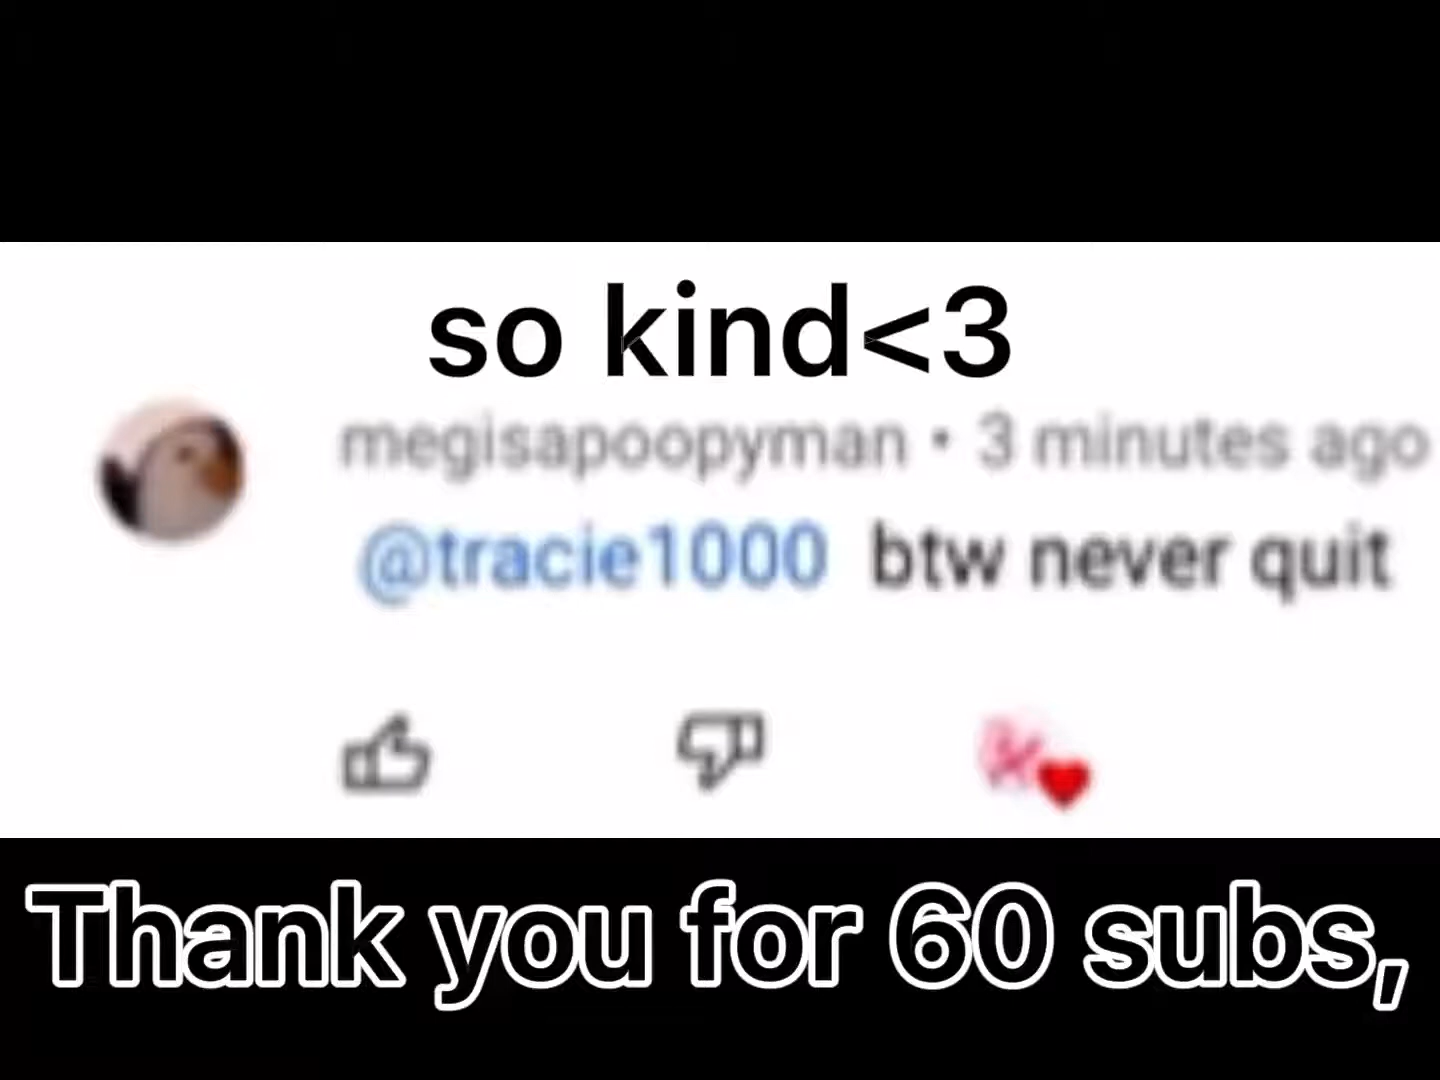 so kind<3
megisapoopyman • 3 minutes ago
@tracie1000 btw never quit
Thank you for 60 subs,